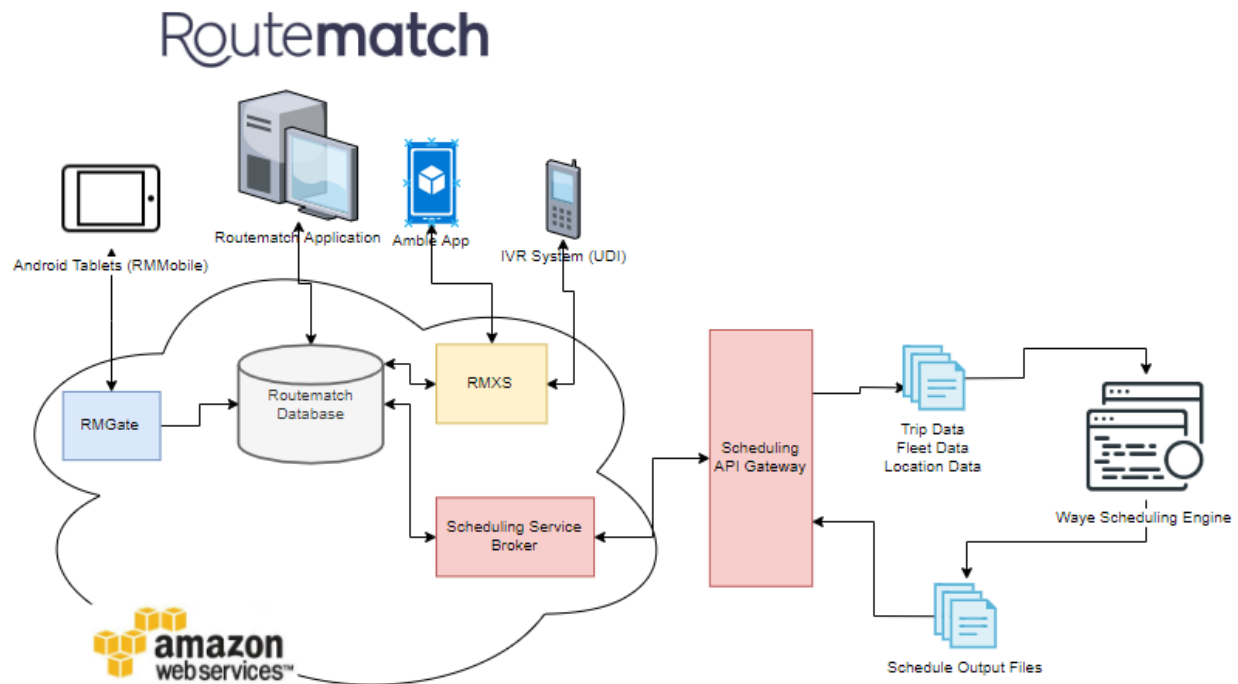 Routematch
Routematch Application
Amble App
IVR System (UDI)
Android Tablets (RMMobile)
RMGate
Routematch
Database
RMXS
Scheduling
API Gateway
Trip Data
Fleet Data
Location Data
Waye Scheduling Engine
Scheduling Service
Broker
Schedule Output Files
amazon
webservices™